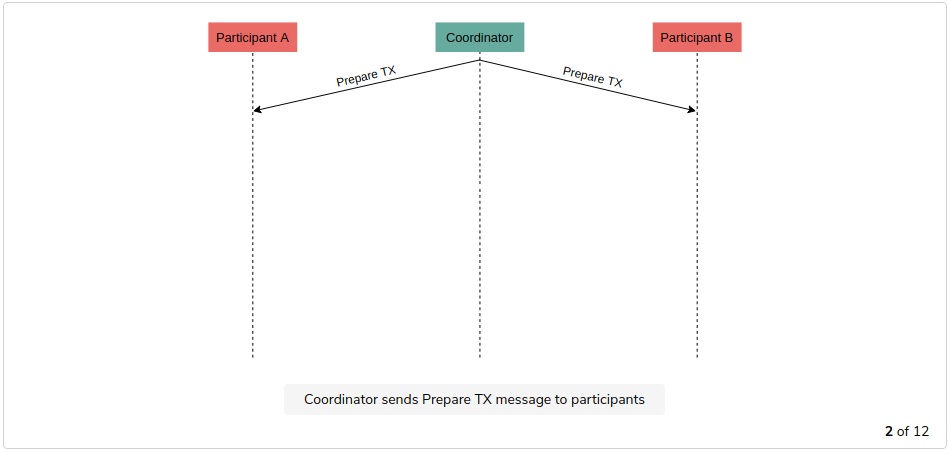 Participant A
Coordinator
Participant B
Prepare TX
Prepare TX
Coordinator sends Prepare TX message to participants
2 of 12